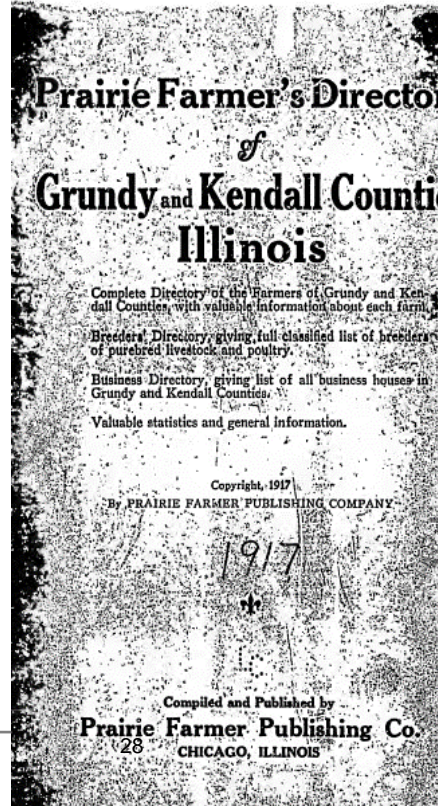 Prairie Farmer's Director
of
Grundy and Kendall Countie
Illinois
Complete Directory of the Farmers of Grundy and Ken-
dall Counties, with valuable information about each farm.
Breeders' Directory, giving full classified list of breeders
of purebred livestock and poultry.
Business Directory, giving list of all business houses in
Grundy and Kendall Counties.
Valuable statistics and general information.
Copyright, 1917
By PRAIRIE FARMER PUBLISHING COMPANY
1917
Compiled and Published by
Prairie Farmer Publishing Co.
28
CHICAGO, ILLINOIS